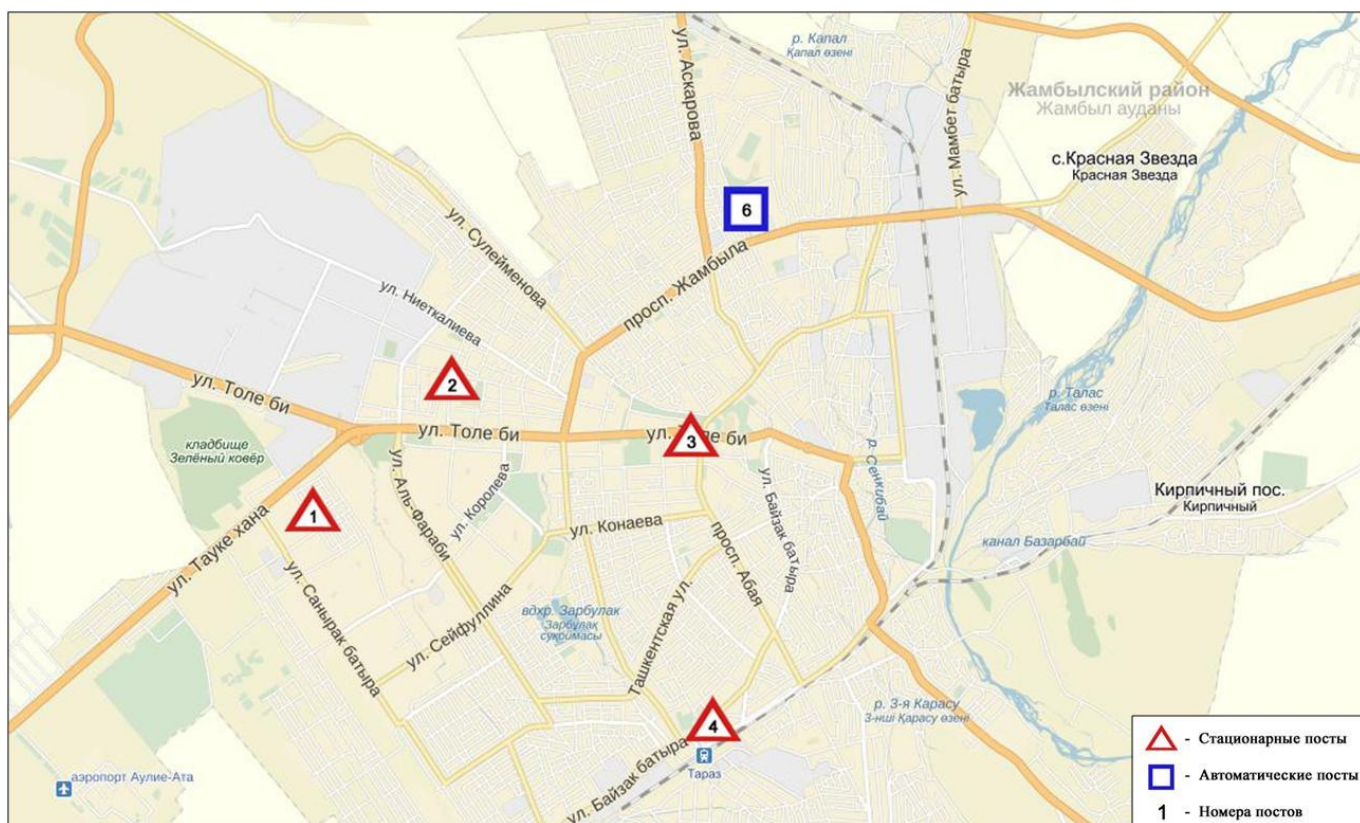 р. Капал
Қапал өзені
ул. Аскарова
ул. Мамбет батыра
Жамбылский район
Жамбыл ауданы
с.Красная Звезда
Красная Звезда
6
ул. Сулейменова
просп. Жамбыла
ул. Ниеткалиева
2
ул. Толе би
ул. Толе би
ул. Толе би
3
р. Талас
Талас өзені
кладбище
Зелёный ковёр
ул. Аль-Фараби
ул. Королева
ул. Байзак батыра
р. Сенкибай
Кирпичный пос.
Кирпичный
1
ул. Тауке хана
ул. Конаева
просп. Абая
канал Базарбай
ул. Санырак батыра
ул. Сейфуллина
вдхр. Зарбулак
Зарбулақ
суқоймасы
Ташкентская ул.
4
р. 3-я Карасу
3-нші Қарасу өзені
аэропорт Аулие-Ата
ул. Байзак батыра
Тараз
- Стационарные посты
- Автоматические посты
1 - Номера постов